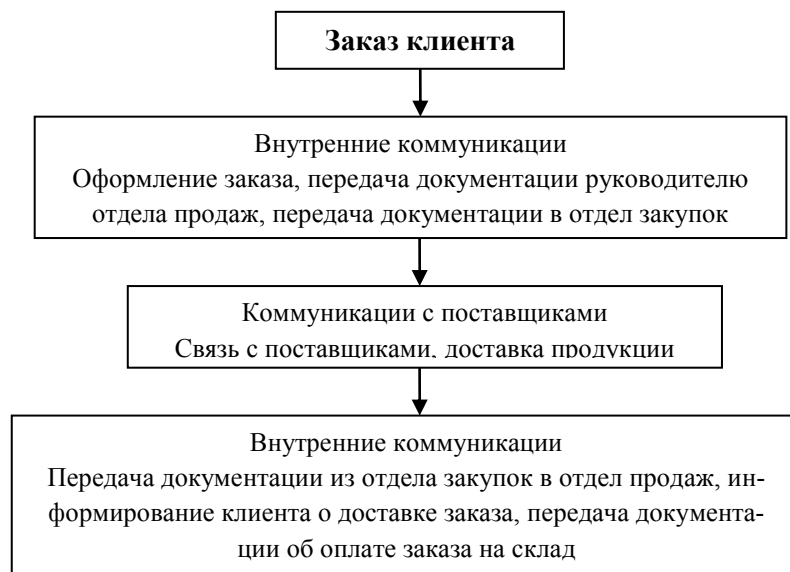 Заказ клиента
Внутренние коммуникации
Оформление заказа, передача документации руководителю
отдела продаж, передача документации в отдел закупок
Коммуникации с поставщиками
Связь с поставщиками, доставка продукции
Внутренние коммуникации
Передача документации из отдела закупок в отдел продаж, ин-
формирование клиента о доставке заказа, передача документа-
ции об оплате заказа на склад